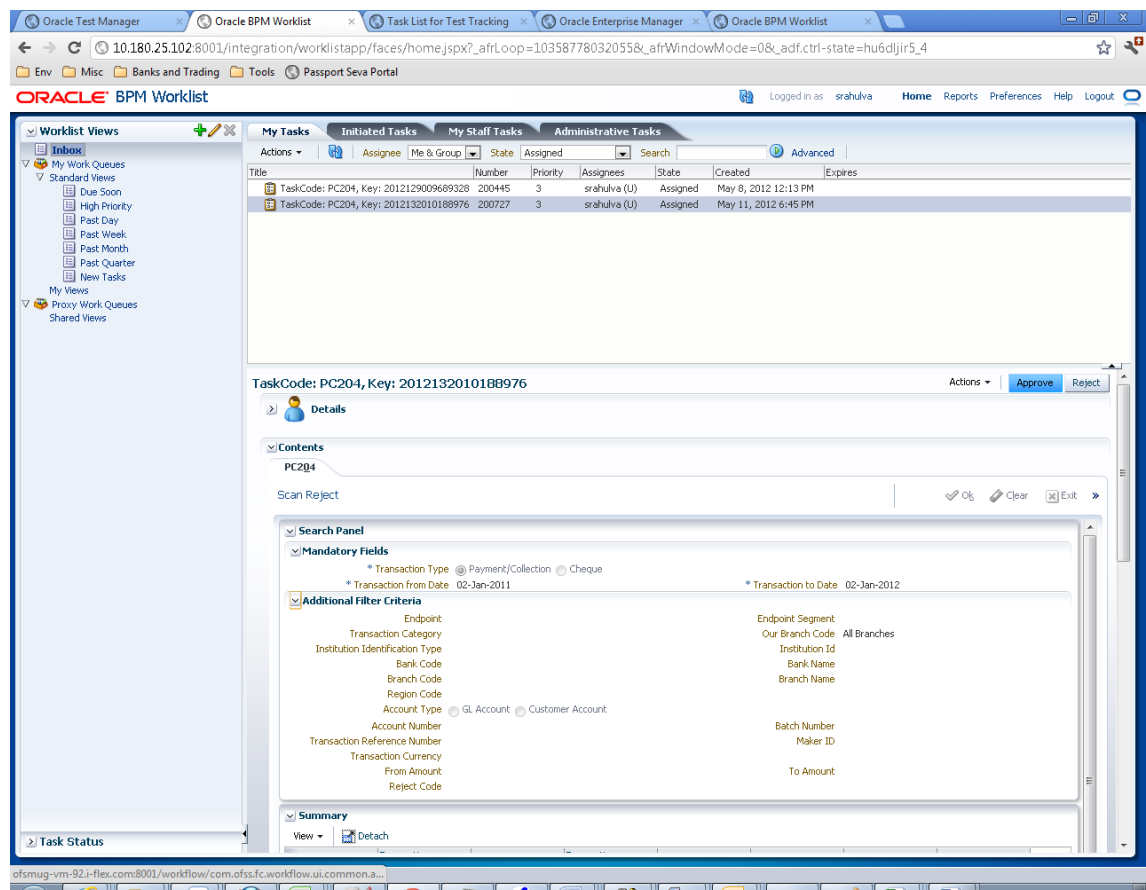 Oracle Test Manager
Oracle BPM Worklist
Task List for Test Tracking
Oracle Enterprise Manager
Oracle BPM Worklist
10.180.25.102:8001/integration/worklistapp/faces/home.jspx?_afrLoop=10358778032055&_afrWindowMode=0&_adf.ctrl-state=hu6dljir5_4
Env Misc Banks and Trading Tools Passport Seva Portal
ORACLE BPM Worklist
Logged in as srahulva Home Reports Preferences Help Logout
Worklist Views
Inbox
My Work Queues
Standard Views
Due Soon
High Priority
Past Day
Past Week
Past Month
Past Quarter
New Tasks
My Views
Proxy Work Queues
Shared Views
Task Status
My Tasks Initiated Tasks My Staff Tasks Administrative Tasks
Actions Assignee Me & Group State Assigned Search Advanced
Title Number Priority Assignees State Created Expires
TaskCode: PC204, Key: 2012129009689328 200445 3 srahulva (U) Assigned May 8, 2012 12:13 PM
TaskCode: PC204, Key: 2012132010188976 200727 3 srahulva (U) Assigned May 11, 2012 6:45 PM
TaskCode: PC204, Key: 2012132010188976
Actions Approve Reject
Details
Contents
PC204
Scan Reject
Ok Clear Exit »
Search Panel
Mandatory Fields
* Transaction Type Payment/Collection Cheque
* Transaction from Date 02-Jan-2011 * Transaction to Date 02-Jan-2012
Additional Filter Criteria
Endpoint Endpoint Segment
Transaction Category Our Branch Code All Branches
Institution Identification Type Institution Id
Bank Code Bank Name
Branch Code Branch Name
Region Code
Account Type GL Account Customer Account
Account Number Batch Number
Transaction Reference Number Maker ID
Transaction Currency
From Amount To Amount
Reject Code
Summary
View Detach
ofsmug-vm-92.i-flex.com:8001/workflow/com.ofss.fc.workflow.ui.common.a...